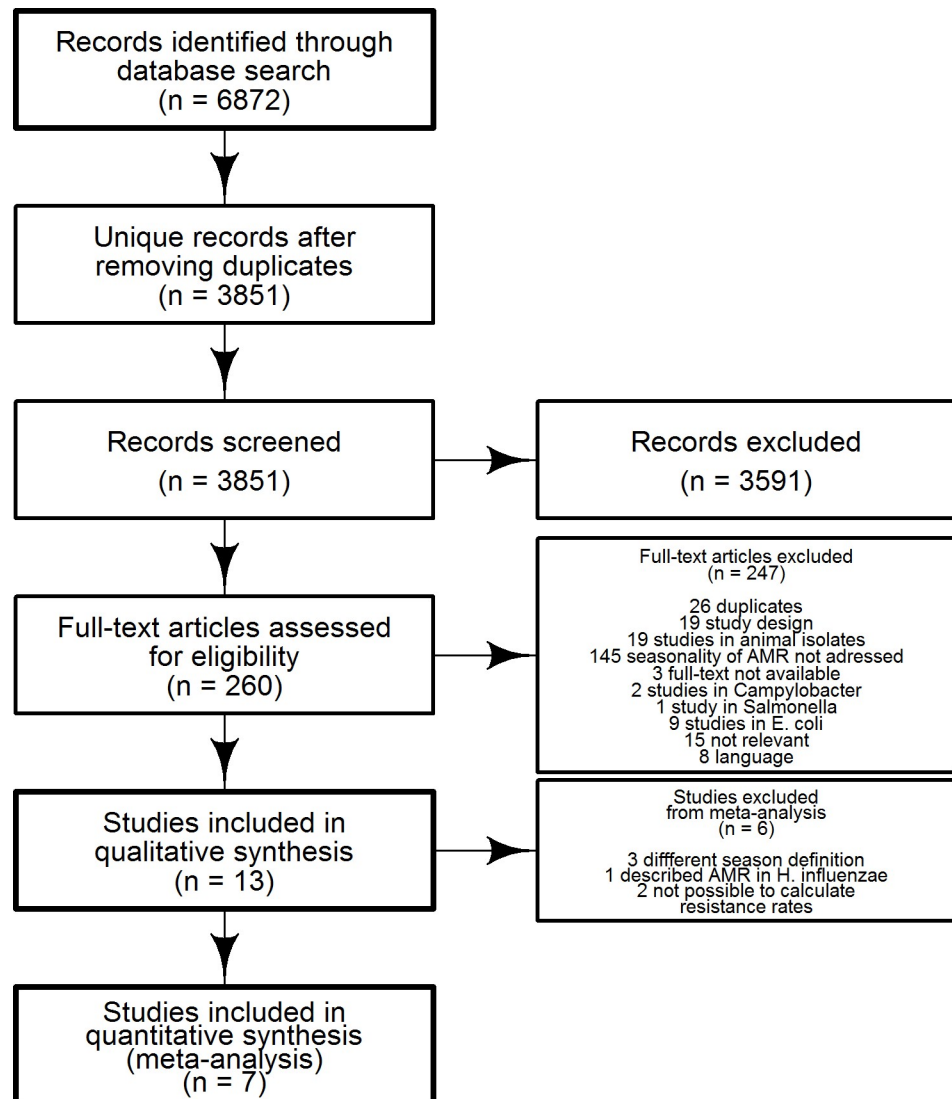 Records identified through
database search
(n = 6872)
Unique records after
removing duplicates
(n = 3851)
Records screened
(n = 3851)
Records excluded
(n = 3591)
Full-text articles assessed
for eligibility
(n = 260)
Full-text articles excluded
(n = 247)
26 duplicates
19 study design
19 studies in animal isolates
145 seasonality of AMR not adressed
3 full-text not available
2 studies in Campylobacter
1 study in Salmonella
9 studies in E. coli
15 not relevant
8 language
Studies included in
qualitative synthesis
(n = 13)
Studies excluded
from meta-analysis
(n = 6)
3 diffferent season definition
1 described AMR in H. influenzae
2 not possible to calculate
resistance rates
Studies included in
quantitative synthesis
(meta-analysis)
(n = 7)